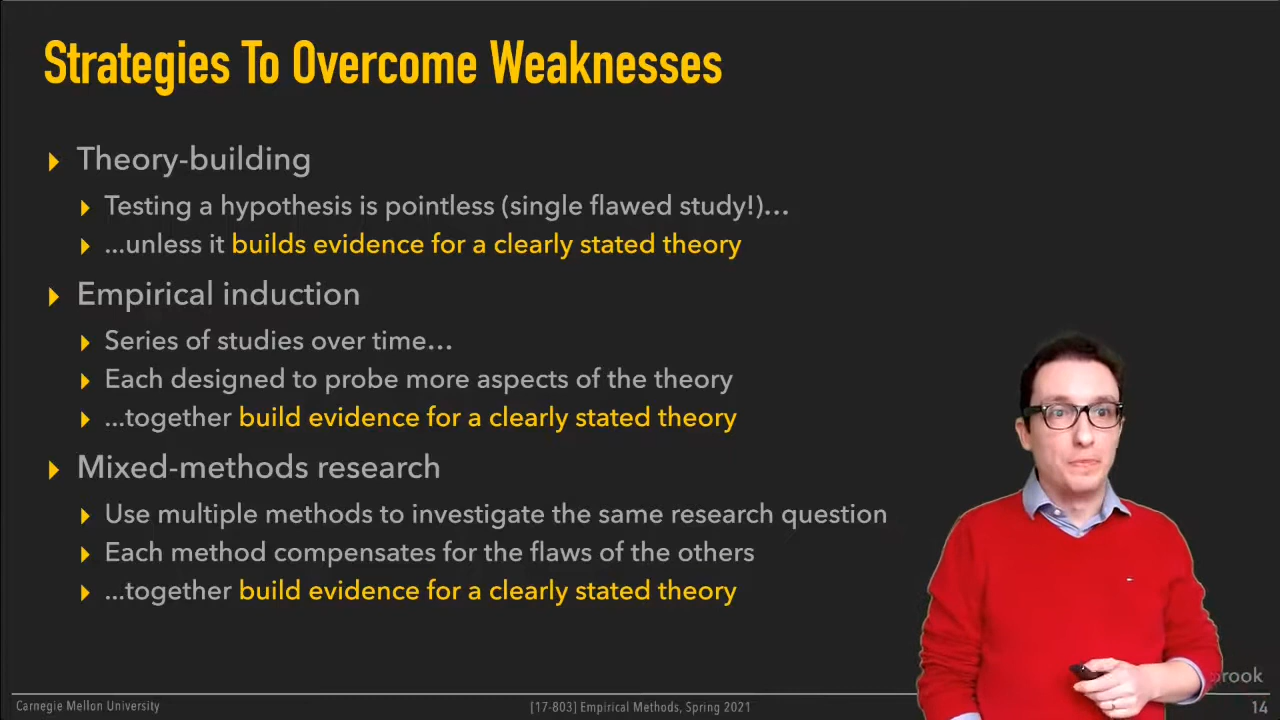 Strategies To Overcome Weaknesses
Theory-building
Testing a hypothesis is pointless (single flawed study!)…
...unless it builds evidence for a clearly stated theory
Empirical induction
Series of studies over time…
Each designed to probe more aspects of the theory
...together build evidence for a clearly stated theory
Mixed-methods research
Use multiple methods to investigate the same research question
Each method compensates for the flaws of the others
...together build evidence for a clearly stated theory
Carnegie Mellon University
[17-803] Empirical Methods, Spring 2021
14